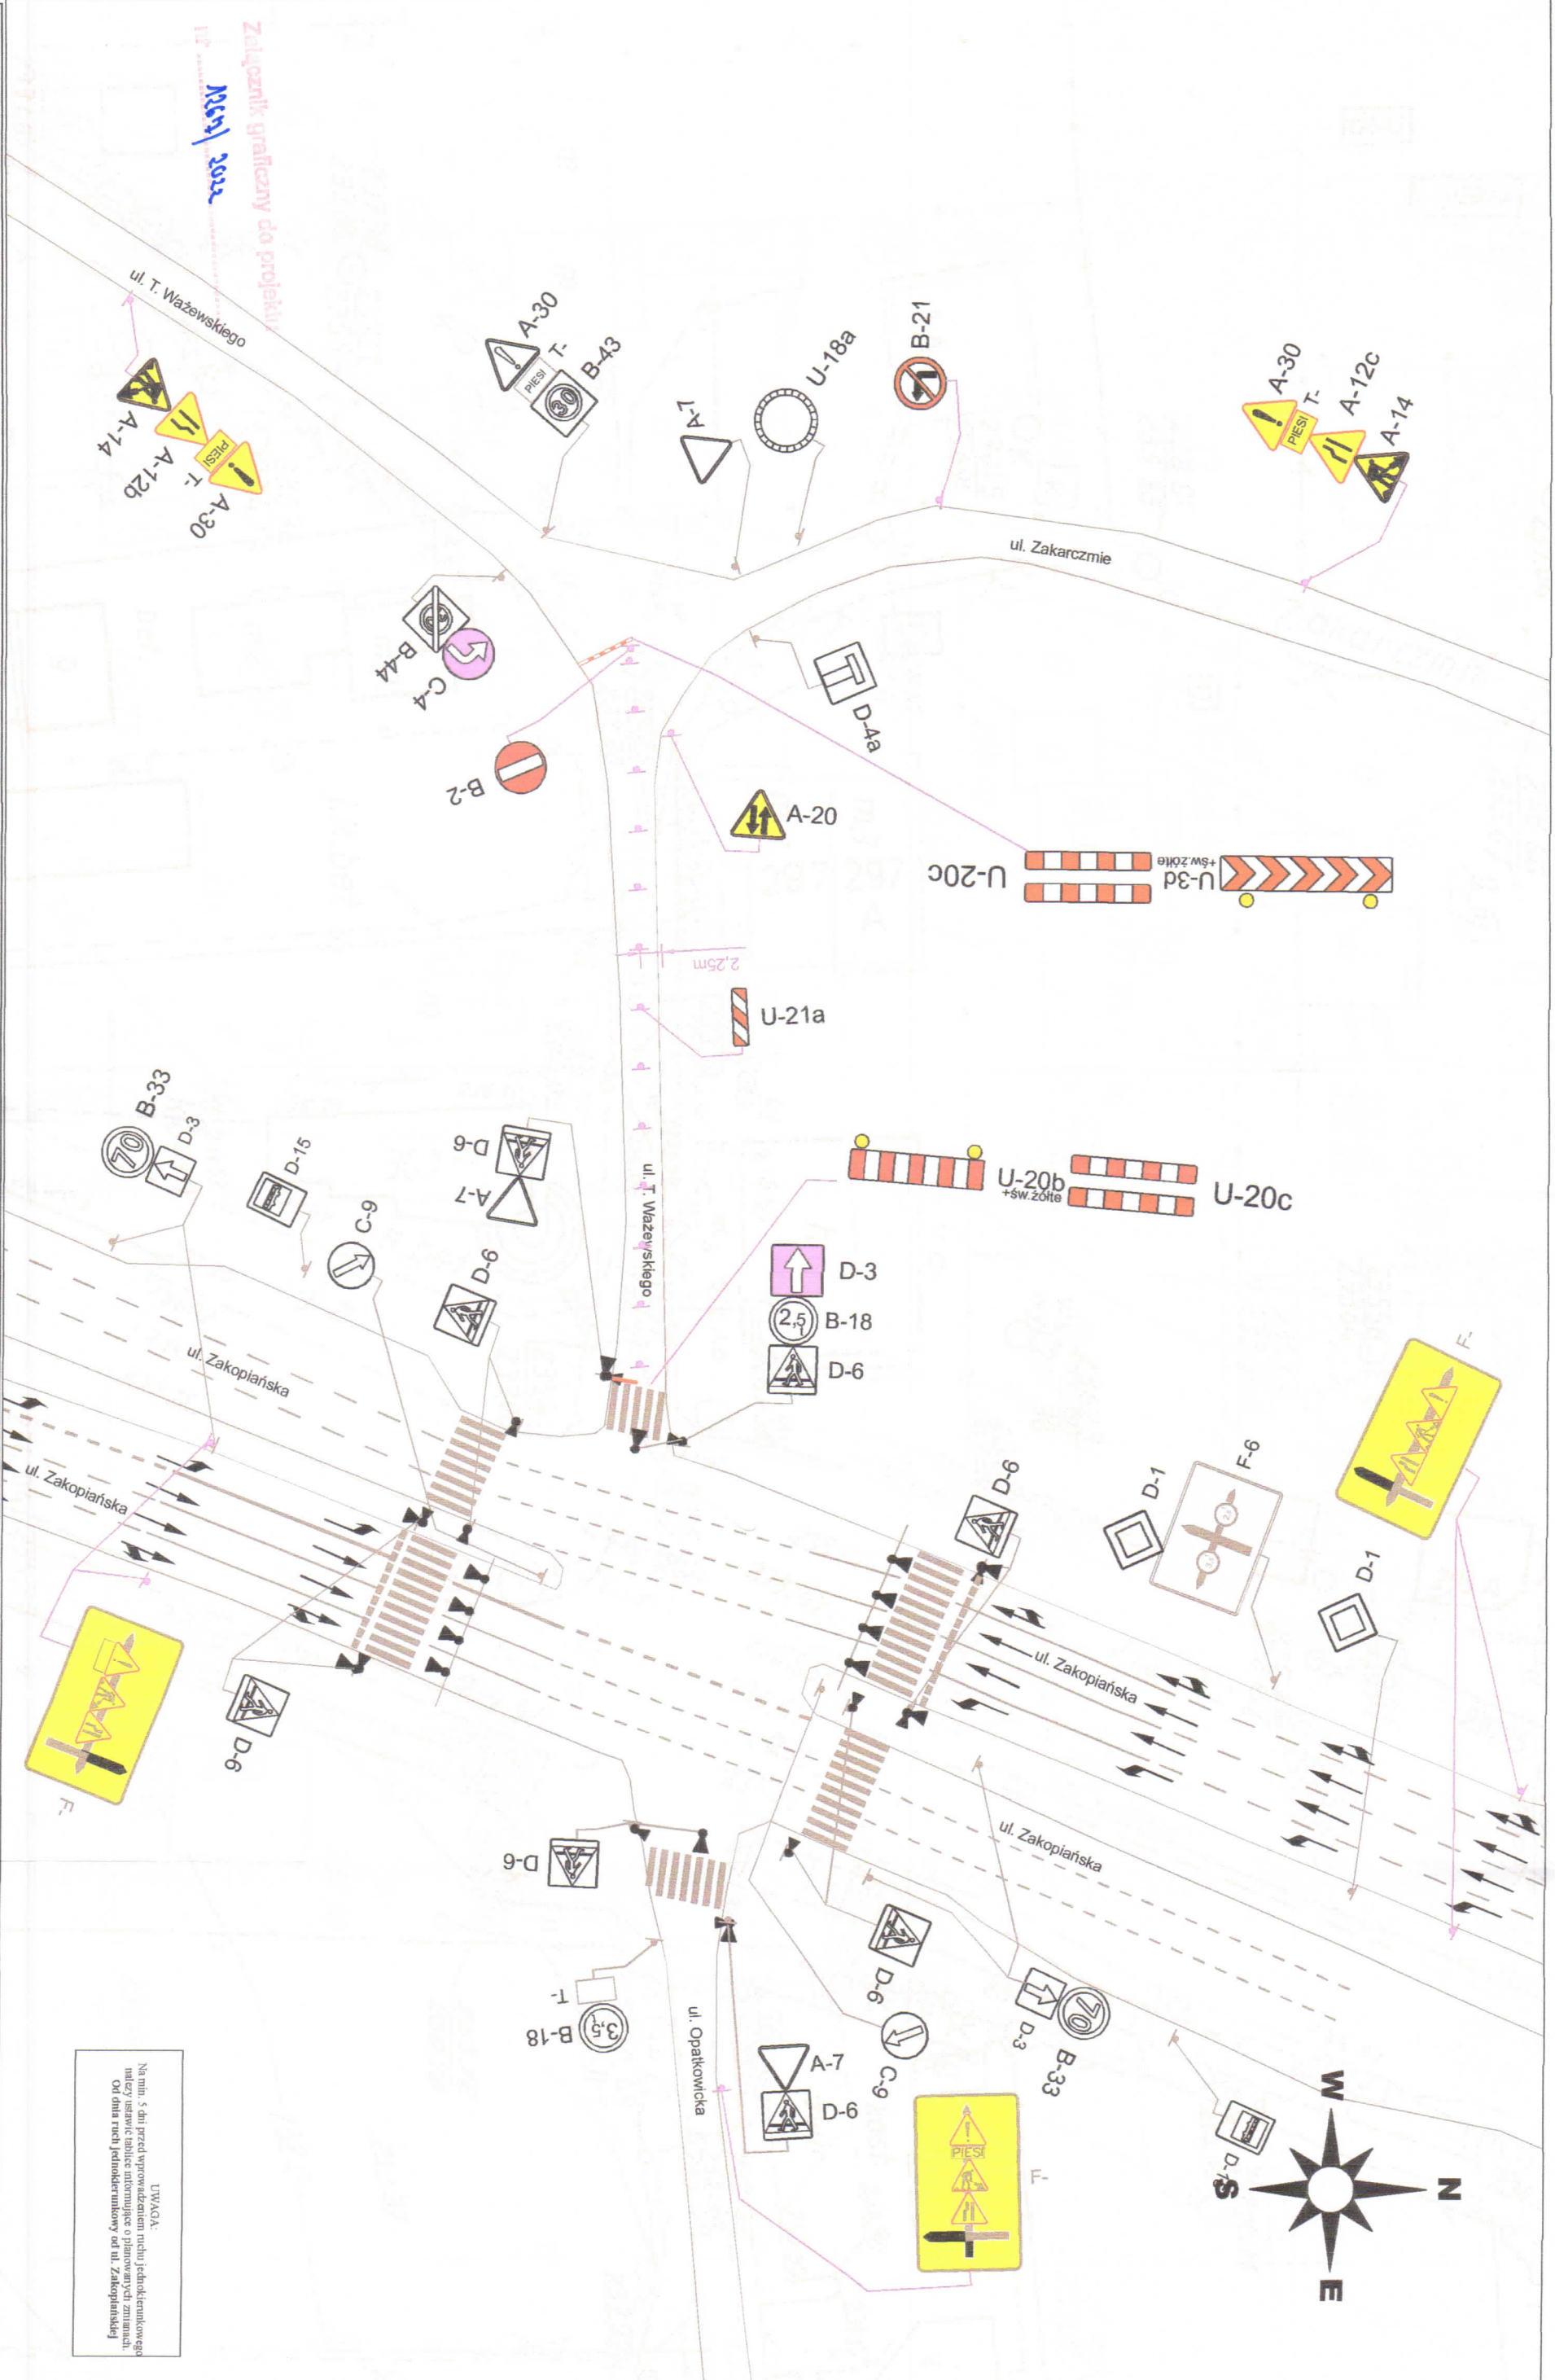 Załącznik graficzny do projektu
nr
/2022
ul. T. Ważewskiego
A-14
A-12b
T-
PIESI
A-30
A-30
T-
PIESI
B-43
30
A-7
U-18a
B-21
A-30
T-
PIESI
A-12c
A-14
ul. Zakarczmie
B-44
C-4
B-2
D-4a
A-20
U-20c
U-3d
+św.żółte
2,25m
U-21a
B-33
70
D-3
D-15
C-9
D-6
A-7
D-6
ul. T. Ważewskiego
U-20b
+św.żółte
U-20c
D-3
2,5t
B-18
D-6
ul. Zakopiańska
ul. Zakopiańska
D-6
D-1
F-6
D-1
F-
ul. Zakopiańska
F-
D-6
D-6
ul. Zakopiańska
T-
B-18
3,5t
ul. Opatkowicka
D-6
C-9
D-3
B-33
70
A-7
D-6
PIESI
F-
D-15
N
W
S
E
UWAGA:
Na min. 5 dni przed wprowadzeniem ruchu jednokierunkowego
należy ustawić tablice informujące o planowanych zmianach.
Od dnia ruch jednokierunkowy od ul. Zakopiańskiej